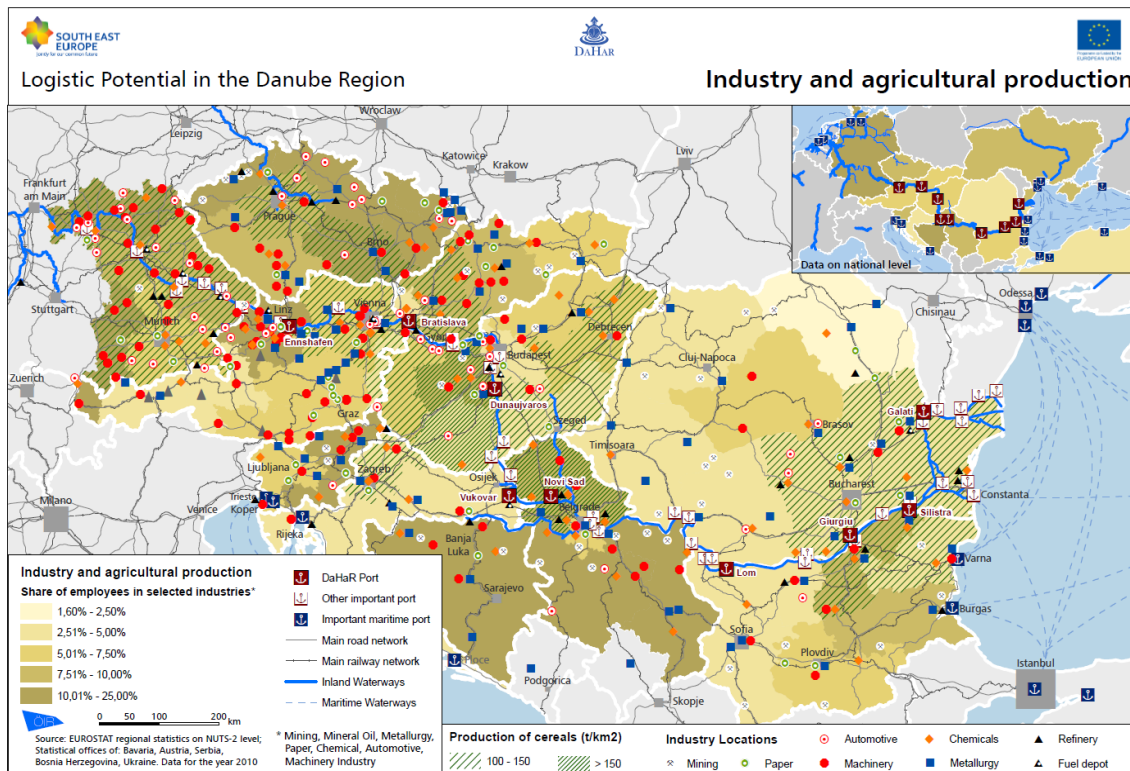 SOUTH EAST
EUROPE
Jointly for our common future
DAHAR
EUROPEAN UNION
Logistic Potential in the Danube Region
Industry and agricultural production
Wroclaw
Leipzig
Katowice
Krakow
Lviv
Frankfurt
am Main
Prague
Brno
Data on national level
Stuttgart
Munich
Linz
Vienna
Ennshafen
Bratislava
Budapest
Debrecen
Chisinau
Odessa
Zuerich
Cluj-Napoca
Dunaujvaros
Graz
Szeged
Galati
Brasov
Ljubljana
Zagreb
Timisoara
Osijek
Novi Sad
Bucharest
Constanta
Milano
Venice
Trieste
Koper
Vukovar
Belgrade
Silistra
Rijeka
Giurgiu
Banja
Luka
Lom
Varna
Sarajevo
Burgas
Sofia
Ploce
Plovdiv
Podgorica
Skopje
Istanbul
Industry and agricultural production
Share of employees in selected industries*
1,60% - 2,50%
2,51% - 5,00%
5,01% - 7,50%
7,51% - 10,00%
10,01% - 25,00%
DaHaR Port
Other important port
Important maritime port
Main road network
Main railway network
Inland Waterways
Maritime Waterways
ÖIR
0 50 100 200
km
Source: EUROSTAT regional statistics on NUTS-2 level;
Statistical offices of: Bavaria, Austria, Serbia,
Bosnia Herzegovina, Ukraine. Data for the year 2010
* Mining, Mineral Oil, Metallurgy,
Paper, Chemical, Automotive,
Machinery Industry
Production of cereals (t/km2)
100 - 150
> 150
Industry Locations
Mining
Paper
Automotive
Machinery
Chemicals
Metallurgy
Refinery
Fuel depot